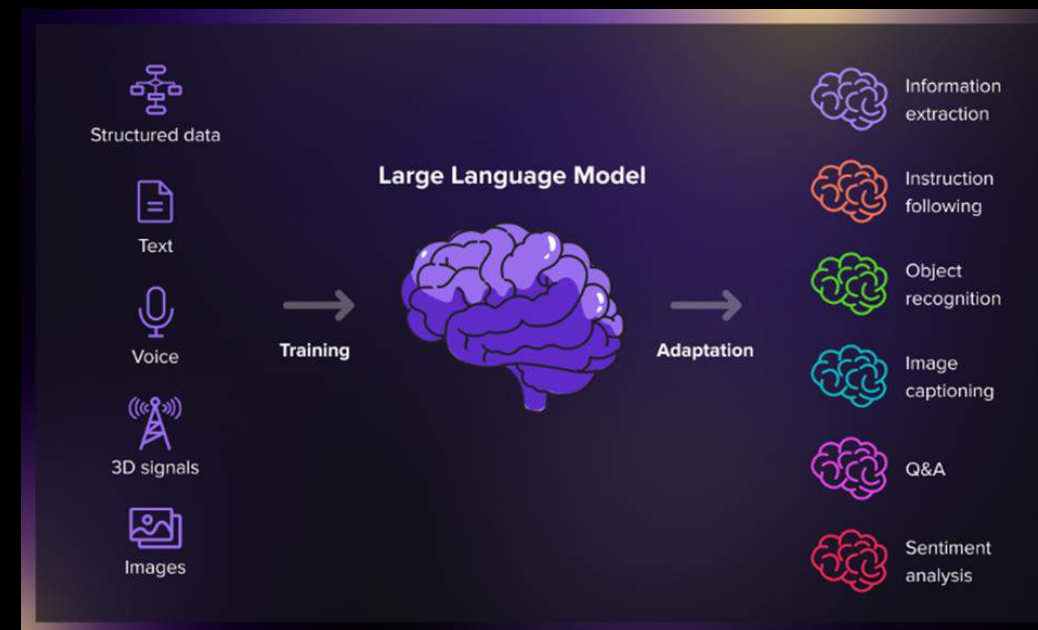 Structured data
Text
Voice
3D signals
Images
Large Language Model
Training
Adaptation
Information
extraction
Instruction
following
Object
recognition
Image
captioning
Q&A
Sentiment
analysis